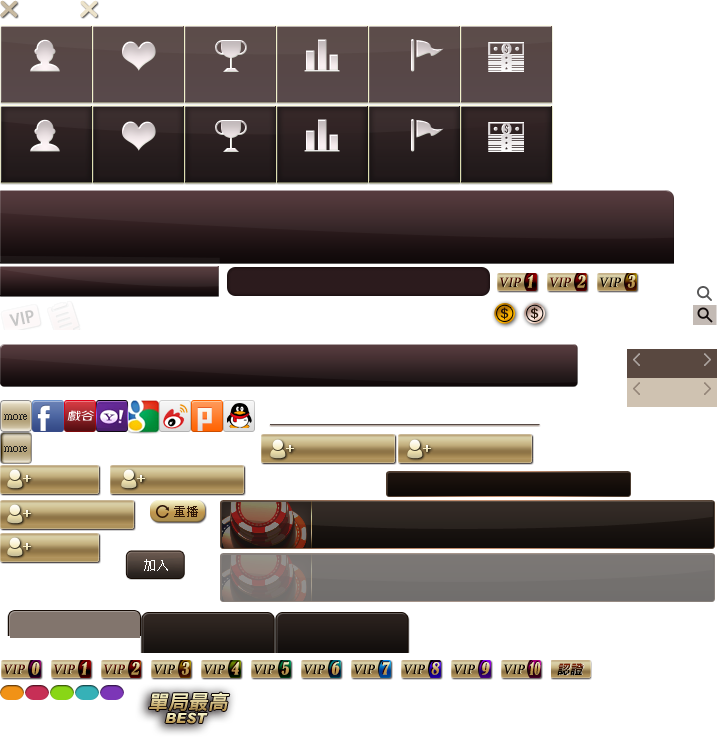 VIP 1 VIP 2 VIP 3
$ $
VIP
more f 戲谷 Y! g p
more
重播
加入
VIP 0 VIP 1 VIP 2 VIP 3 VIP 4 VIP 5 VIP 6 VIP 7 VIP 8 VIP 9 VIP 10 認證
單局最高
BEST